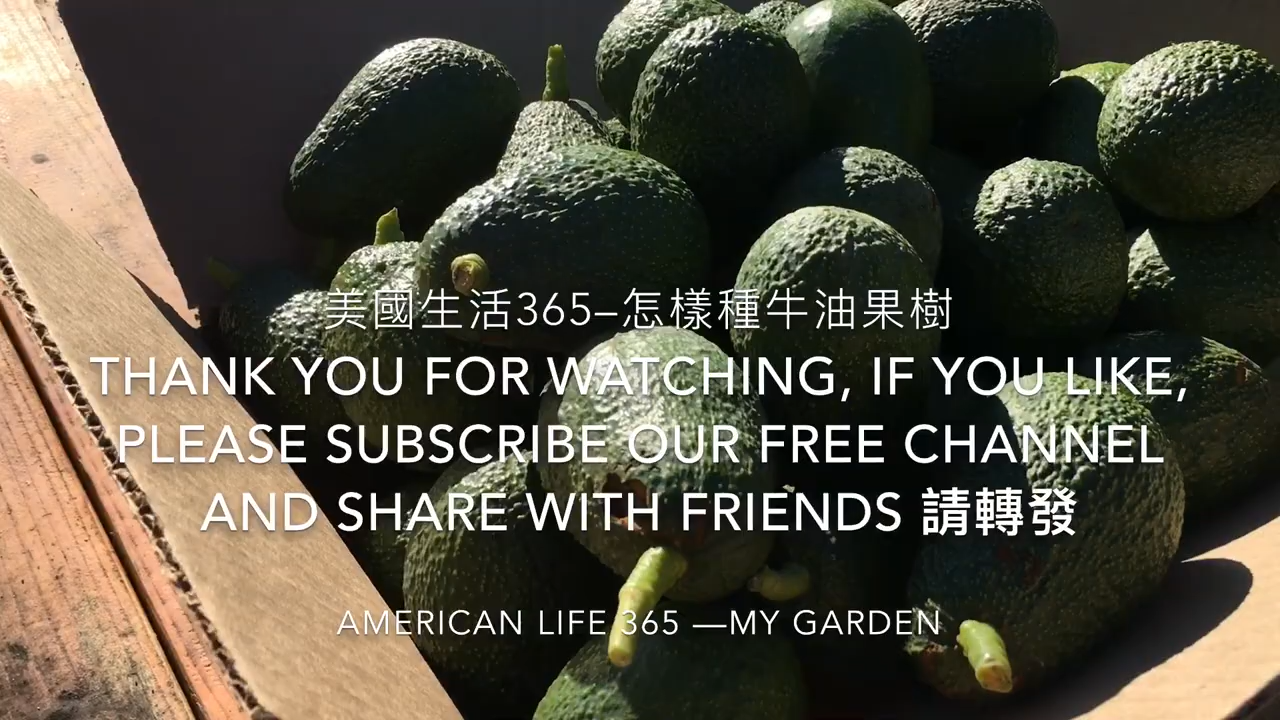 美國生活365–怎樣種牛油果樹
THANK YOU FOR WATCHING, IF YOU LIKE,
PLEASE SUBSCRIBE OUR FREE CHANNEL
AND SHARE WITH FRIENDS 請轉發
AMERICAN LIFE 365 —MY GARDEN